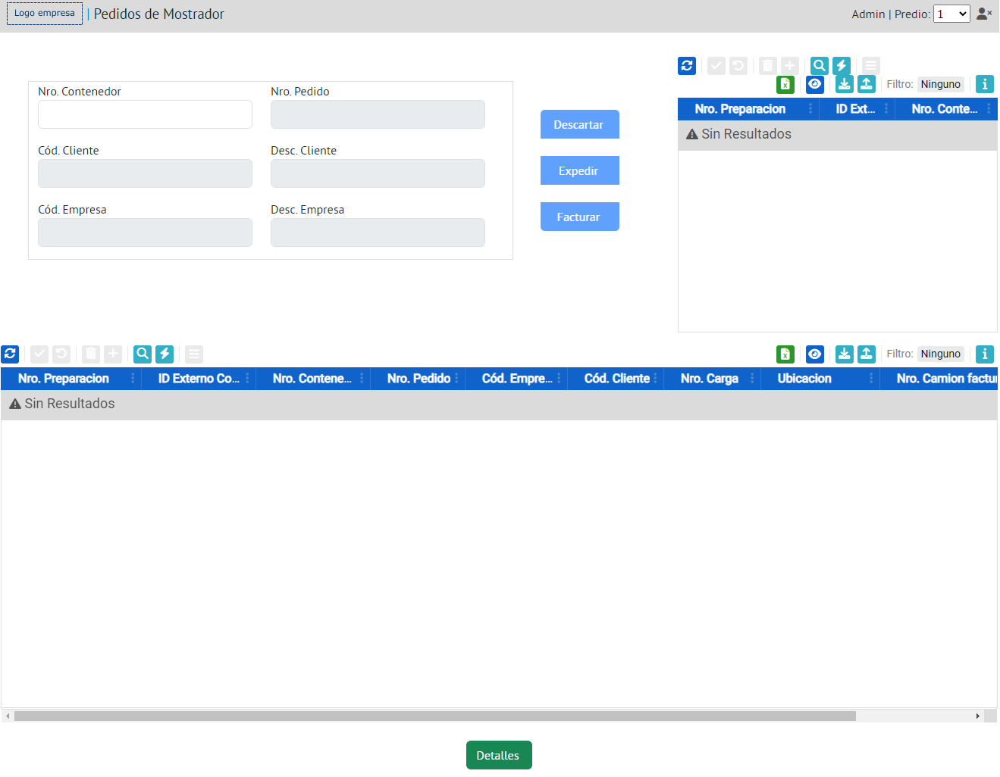 Logo empresa | Pedidos de Mostrador
Admin | Predio: 1
Nro. Contenedor
Nro. Pedido
Cód. Cliente
Desc. Cliente
Cód. Empresa
Desc. Empresa
Descartar
Expedir
Facturar
Filtro: Ninguno
Nro. Preparacion ID Ext... Nro. Conte...
Sin Resultados
Filtro: Ninguno
Nro. Preparacion ID Externo Co... Nro. Contene... Nro. Pedido Cód. Empre... Cód. Cliente Nro. Carga Ubicacion Nro. Camion factu
Sin Resultados
Detalles